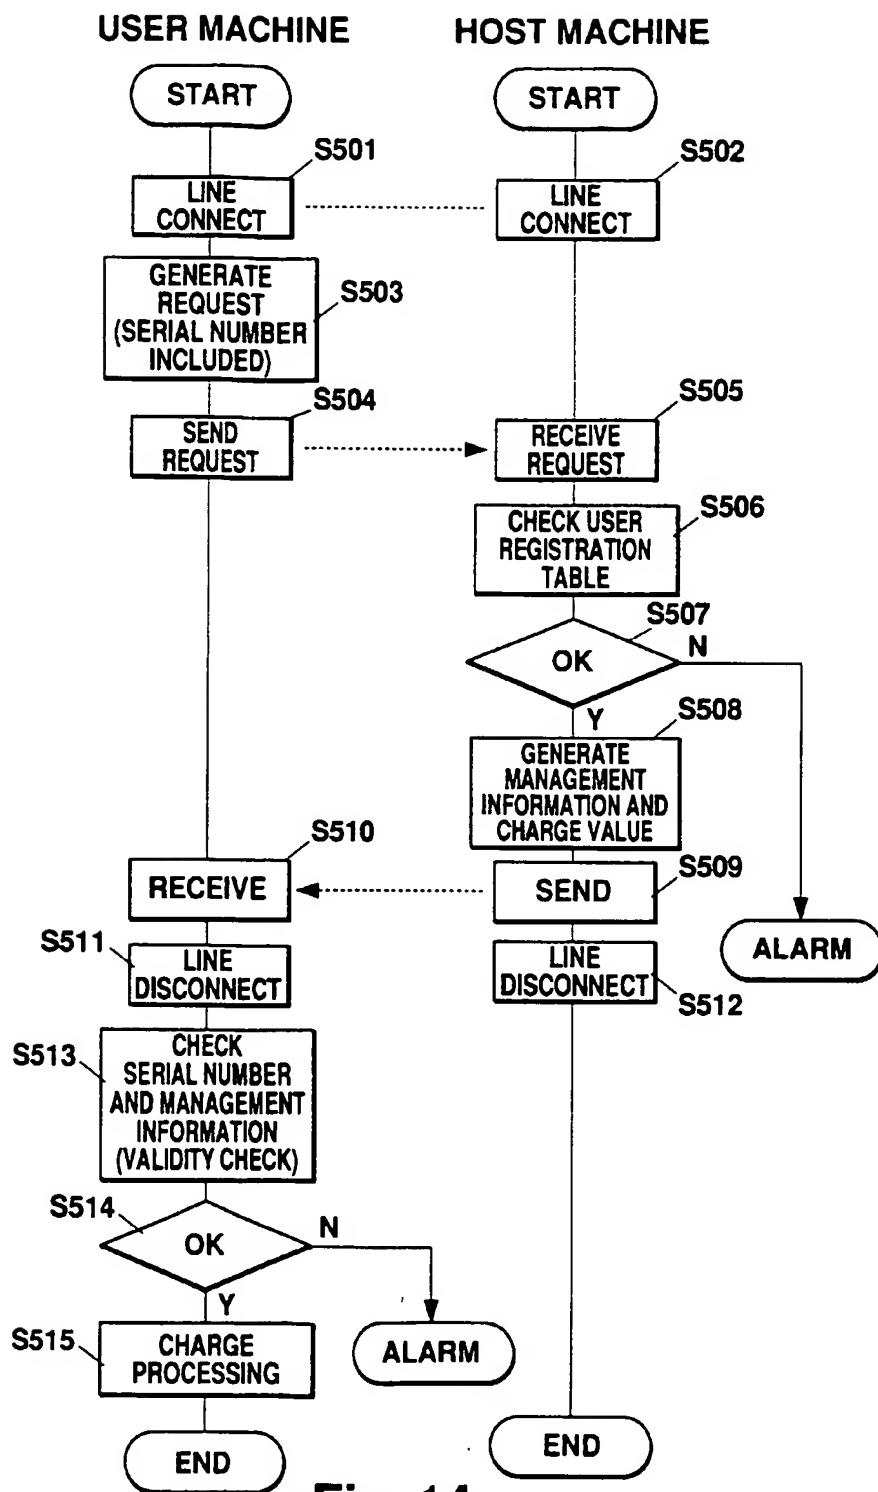 USER MACHINE
HOST MACHINE
START
START
S501
S502
LINE
CONNECT
LINE
CONNECT
GENERATE
REQUEST
(SERIAL NUMBER
INCLUDED)
S503
S504
S505
SEND
REQUEST
RECEIVE
REQUEST
S506
CHECK USER
REGISTRATION
TABLE
S507
OK
N
Y
S508
GENERATE
MANAGEMENT
INFORMATION AND
CHARGE VALUE
S510
S509
RECEIVE
SEND
S511
LINE
DISCONNECT
LINE
DISCONNECT
S512
ALARM
S513
CHECK
SERIAL NUMBER
AND MANAGEMENT
INFORMATION
(VALIDITY CHECK)
S514
OK
N
Y
S515
CHARGE
PROCESSING
ALARM
END
END
Fig. 14